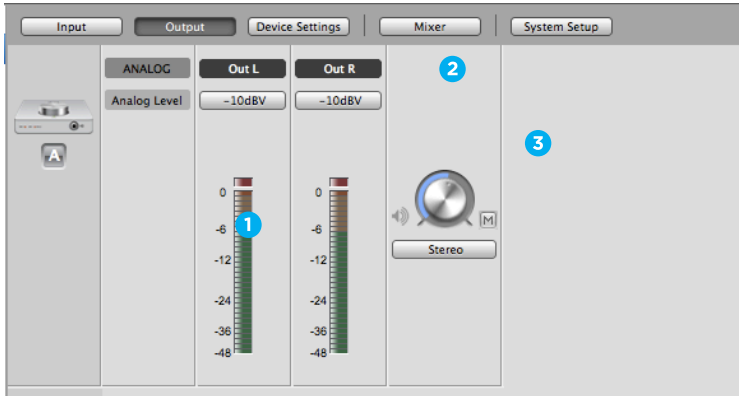 Input Output Device Settings Mixer System Setup
ANALOG Out L Out R 2
Analog Level -10dBV -10dBV
3
A
0 0
-6 1 -6 M
-12 -12 Stereo
-24 -24
-36 -36
-48 -48